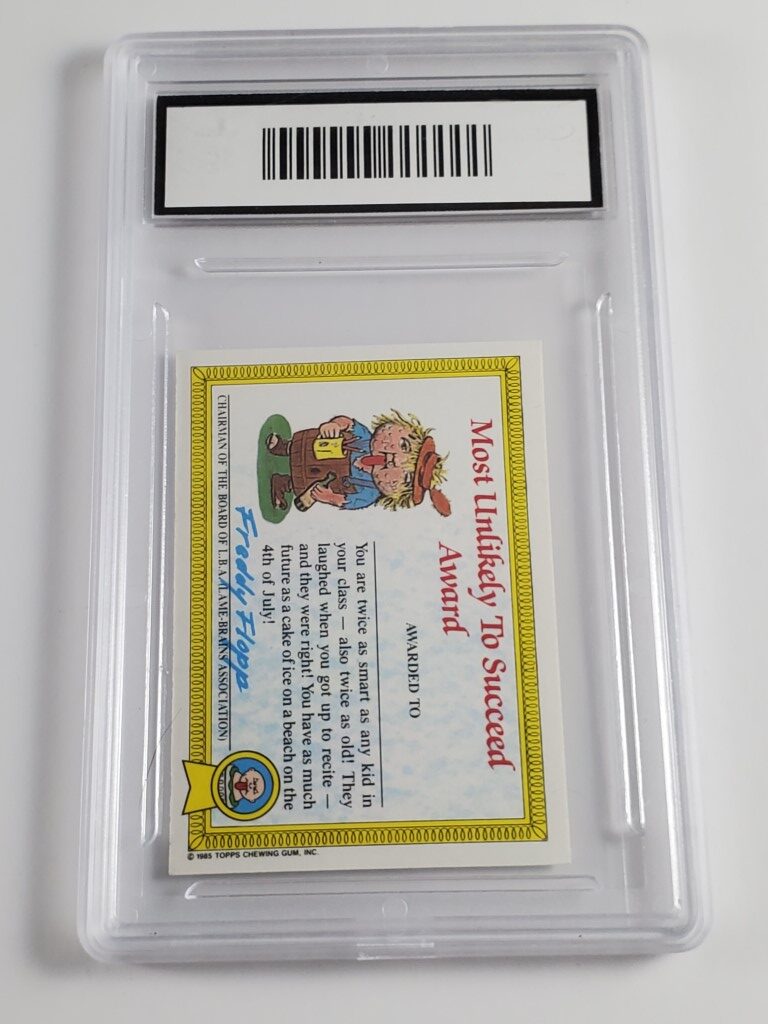 Most Unlikely To Succeed
Award
AWARDED TO
You are twice as smart as any kid in
your class — also twice as old! They
laughed when you got up to recite —
and they were right! You have as much
future as a cake of ice on a beach on the
4th of July!
Freddy Flopp
CHAIRMAN OF THE BOARD OF L.B.A. (LAME-BRAINS ASSOCIATION)
© 1985 TOPPS CHEWING GUM, INC.